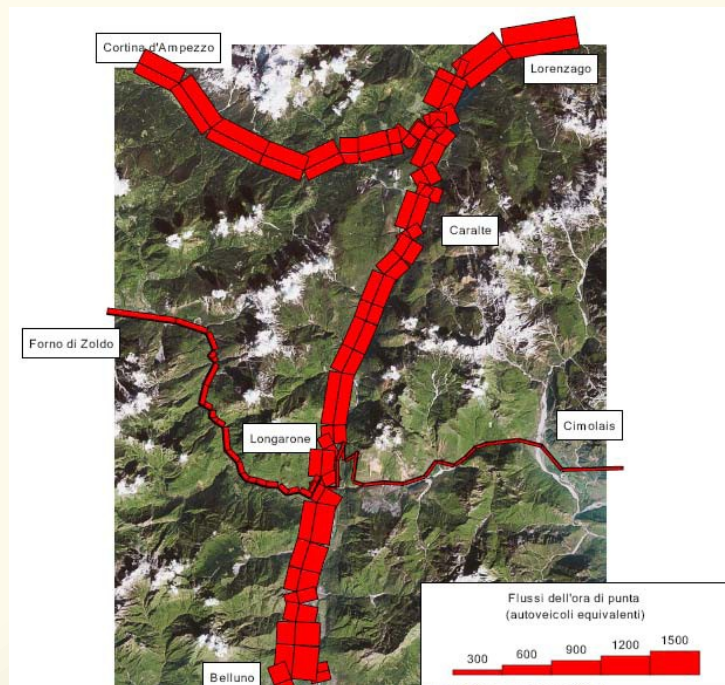 Cortina d'Ampezzo
Lorenzago
Caralte
Forno di Zoldo
Longarone
Cimolais
Belluno
Flussi dell'ora di punta
(autoveicoli equivalenti)
300 600 900 1200 1500